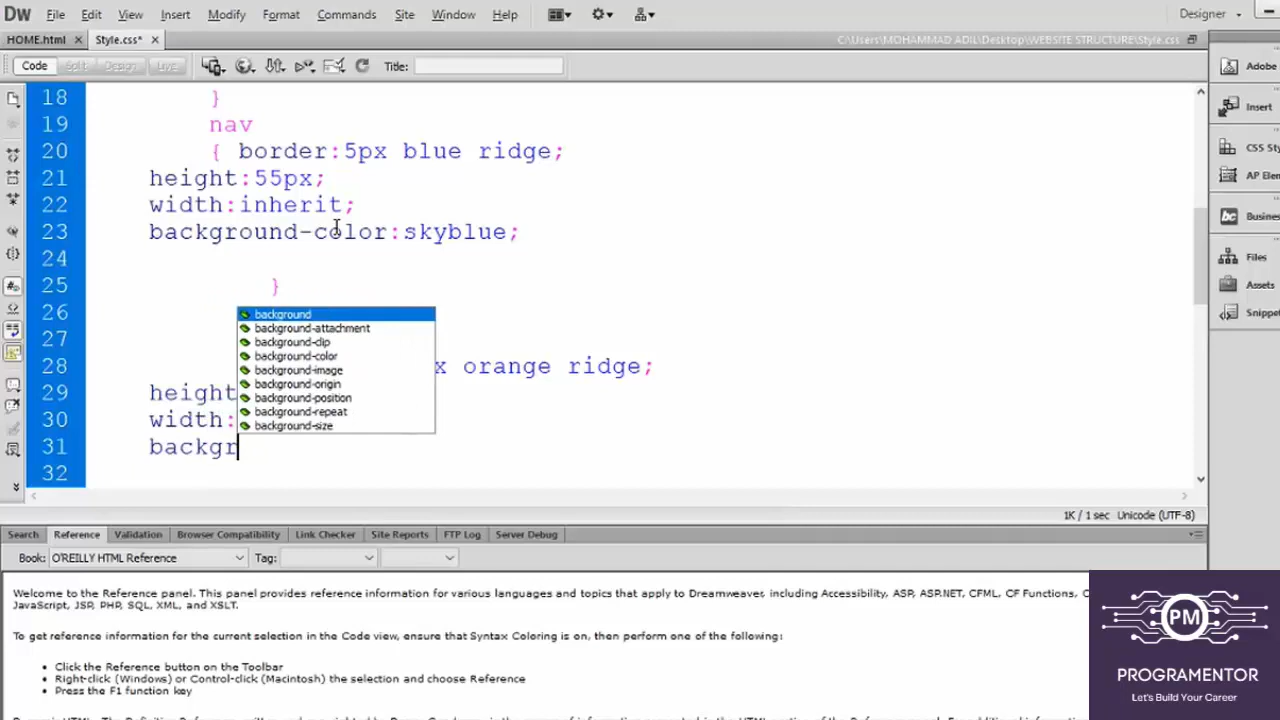 Dw File Edit View Insert Modify Format Commands Site Window Help Designer
HOME.html Style.css* C:\Users\MOHAMMAD ADIL\Desktop\WEBSITE STRUCTURE\Style.css
Code Split Design Live Title:
18 }
19 nav
20 { border:5px blue ridge;
21 height:55px;
22 width:inherit;
23 background-color:skyblue;
24
25 }
26
27
28 x orange ridge;
29 height
30 width:
31 backgr
32
background
background-attachment
background-clip
background-color
background-image
background-origin
background-position
background-repeat
background-size
Adobe
Insert
CSS Sty
AP Elen
Busines
Files
Assets
Snippet
1K / 1 sec Unicode (UTF-8)
Search Reference Validation Browser Compatibility Link Checker Site Reports FTP Log Server Debug
Book: O'REILLY HTML Reference Tag:
Welcome to the Reference panel. This panel provides reference information for various languages and topics that apply to Dreamweaver, including Accessibility, ASP, ASP.NET, CFML, CF Functions, C
JavaScript, JSP, PHP, SQL, XML, and XSLT.
To get reference information for the current selection in the Code view, ensure that Syntax Coloring is on, then perform one of the following:
Click the Reference button on the Toolbar
Right-click (Windows) or Control-click (Macintosh) the selection and choose Reference
Press the F1 function key
PM
PROGRAMENTOR
Let's Build Your Career